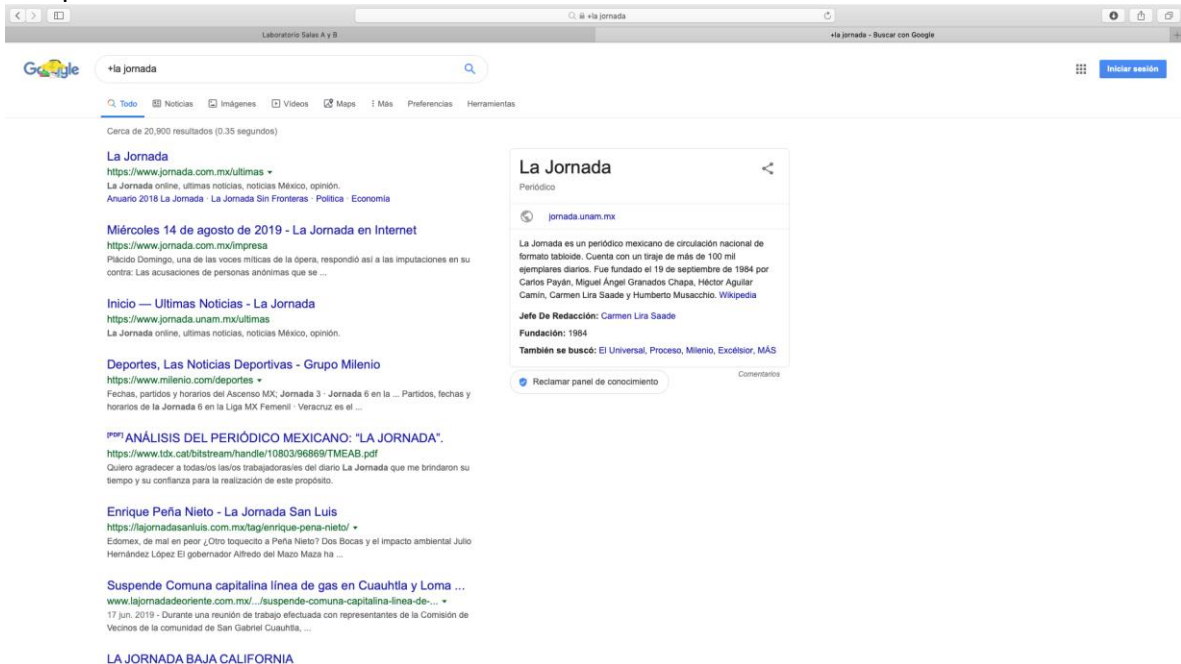 +la jornada
Laboratorio Salas A y B
+la jornada - Buscar con Google
Google
+la jornada
Iniciar sesión
Todo Noticias Imágenes Vídeos Maps Más Preferencias Herramientas
Cerca de 20,900 resultados (0.35 segundos)
La Jornada
https://www.jornada.com.mx/ultimas
La Jornada online, ultimas noticias, noticias México, opinión.
Anuario 2018 La Jornada · La Jornada Sin Fronteras · Politica · Economía
Miércoles 14 de agosto de 2019 - La Jornada en Internet
https://www.jornada.com.mx/impresa
Plácido Domingo, una de las voces míticas de la ópera, respondió así a las imputaciones en su
contra: Las acusaciones de personas anónimas que se ...
Inicio — Ultimas Noticias - La Jornada
https://www.jornada.unam.mx/ultimas
La Jornada online, ultimas noticias, noticias México, opinión.
Deportes, Las Noticias Deportivas - Grupo Milenio
https://www.milenio.com/deportes
Fechas, partidos y horarios del Ascenso MX; Jornada 3 · Jornada 6 en la ... Partidos, fechas y
horarios de la Jornada 6 en la Liga MX Femenil · Veracruz es el ...
[PDF] ANÁLISIS DEL PERIÓDICO MEXICANO: “LA JORNADA”.
https://www.tdx.cat/bitstream/handle/10803/96869/TMEAB.pdf
Quiero agradecer a todas/os las/os trabajadoras/es del diario La Jornada que me brindaron su
tiempo y su confianza para la realización de este propósito.
Enrique Peña Nieto - La Jornada San Luis
https://lajornadasanluis.com.mx/tag/enrique-pena-nieto/
Edomex, de mal en peor ¿Otro toquecito a Peña Nieto? Dos Bocas y el impacto ambiental Julio
Hernández López El gobernador Alfredo del Mazo Maza ha ...
Suspende Comuna capitalina línea de gas en Cuauhtla y Loma ...
www.lajornadadeoriente.com.mx/.../suspende-comuna-capitalina-linea-de-...
17 jun. 2019 - Durante una reunión de trabajo efectuada con representantes de la Comisión de
Vecinos de la comunidad de San Gabriel Cuauhtla, ...
LA JORNADA BAJA CALIFORNIA
La Jornada
Periódico
jornada.unam.mx
La Jornada es un periódico mexicano de circulación nacional de
formato tabloide. Cuenta con un tiraje de más de 100 mil
ejemplares diarios. Fue fundado el 19 de septiembre de 1984 por
Carlos Payán, Miguel Ángel Granados Chapa, Héctor Aguilar
Camín, Carmen Lira Saade y Humberto Musacchio. Wikipedia
Jefe De Redacción: Carmen Lira Saade
Fundación: 1984
También se buscó: El Universal, Proceso, Milenio, Excélsior, MÁS
Comentarios
Reclamar panel de conocimiento